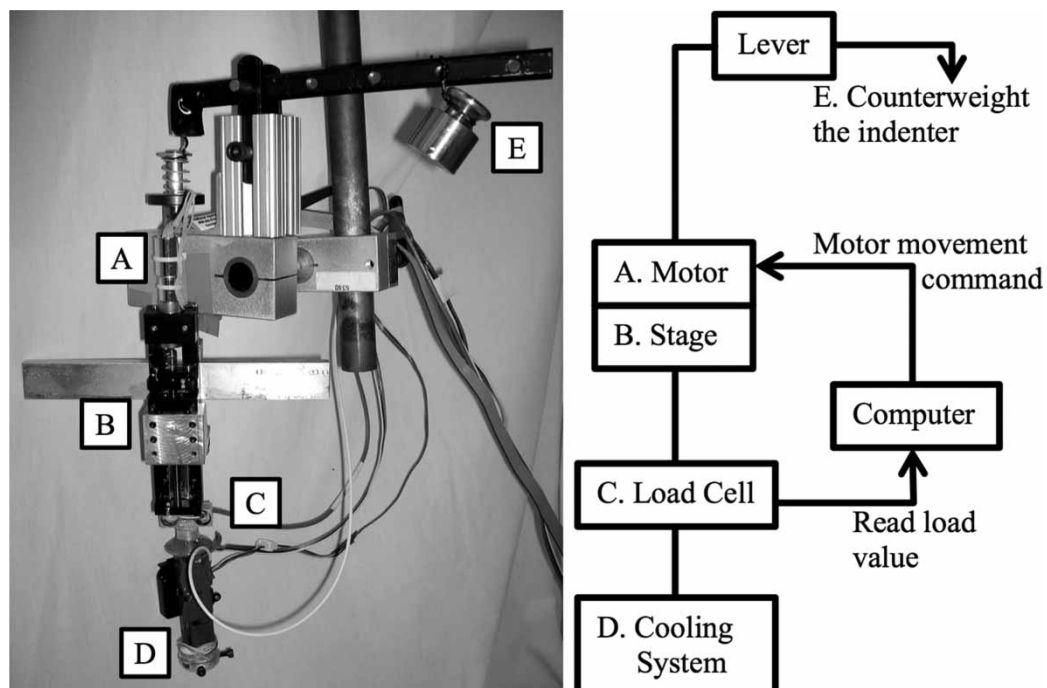 A
B
C
D
E
Lever
E. Counterweight
the indenter
A. Motor
Motor movement
command
B. Stage
Computer
C. Load Cell
Read load
value
D. Cooling
System